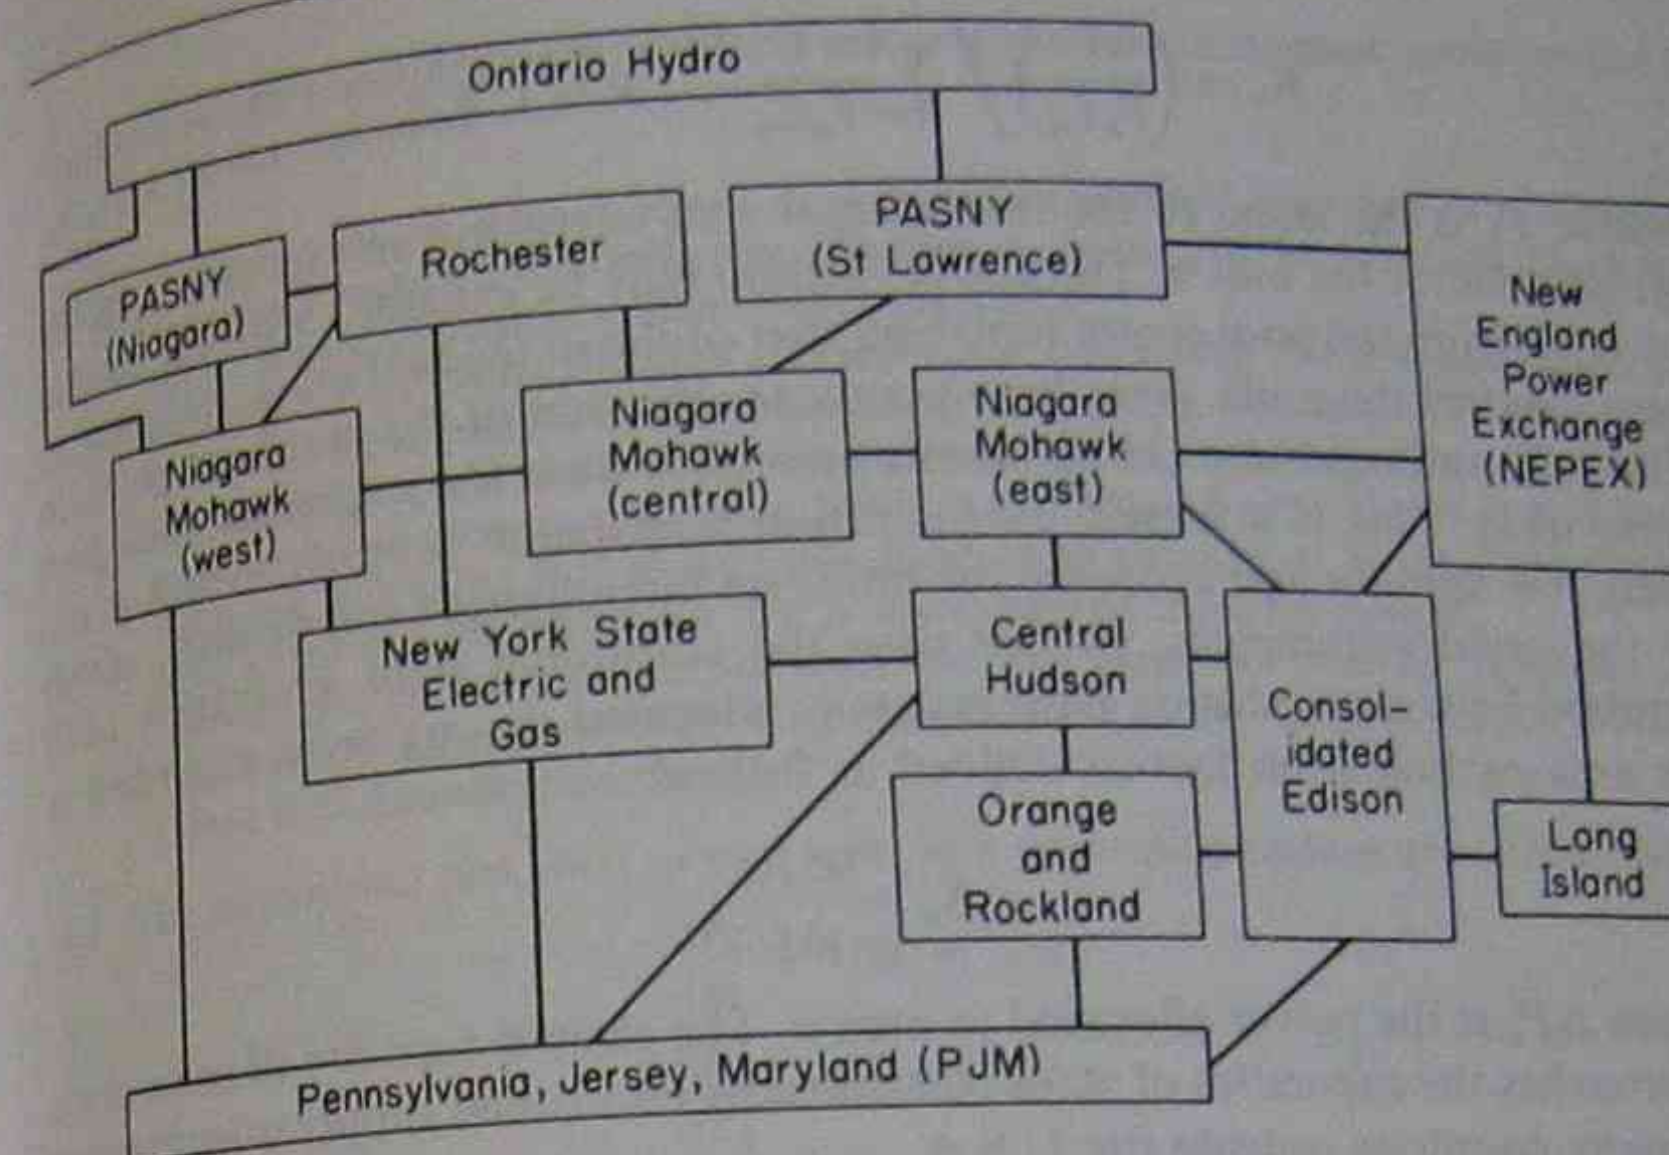 Ontario Hydro
PASNY
(Niagara)
Rochester
PASNY
(St Lawrence)
New
England
Power
Exchange
(NEPEX)
Niagara
Mohawk
(west)
Niagara
Mohawk
(central)
Niagara
Mohawk
(east)
New York State
Electric and
Gas
Central
Hudson
Consol-
idated
Edison
Orange
and
Rockland
Long
Island
Pennsylvania, Jersey, Maryland (PJM)